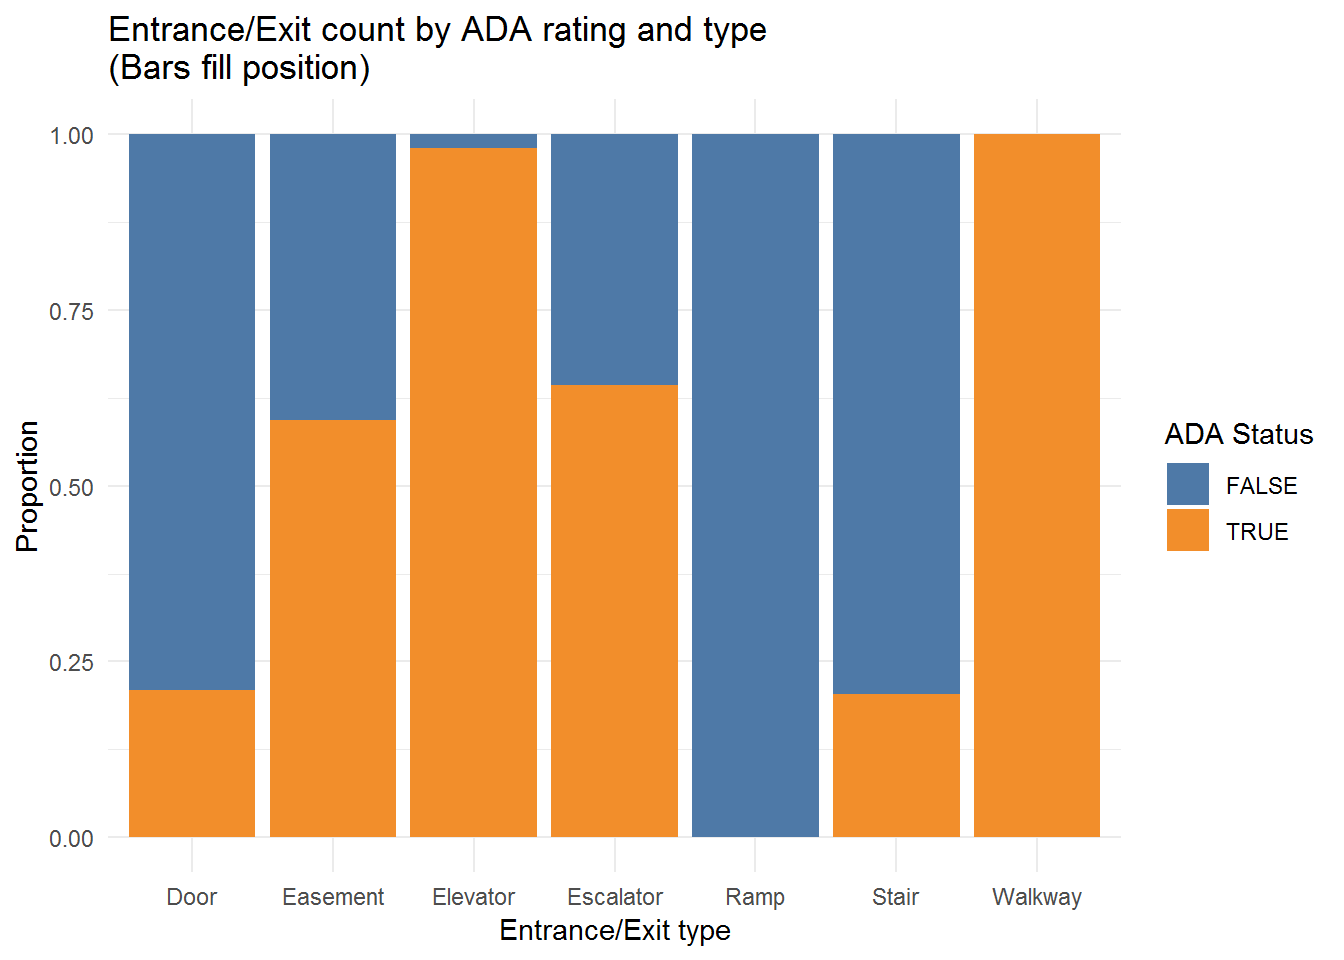 Entrance/Exit count by ADA rating and type
(Bars fill position)
1.00
0.75
0.50
0.25
0.00
Proportion
Door Easement Elevator Escalator Ramp Stair Walkway
Entrance/Exit type
ADA Status
FALSE
TRUE